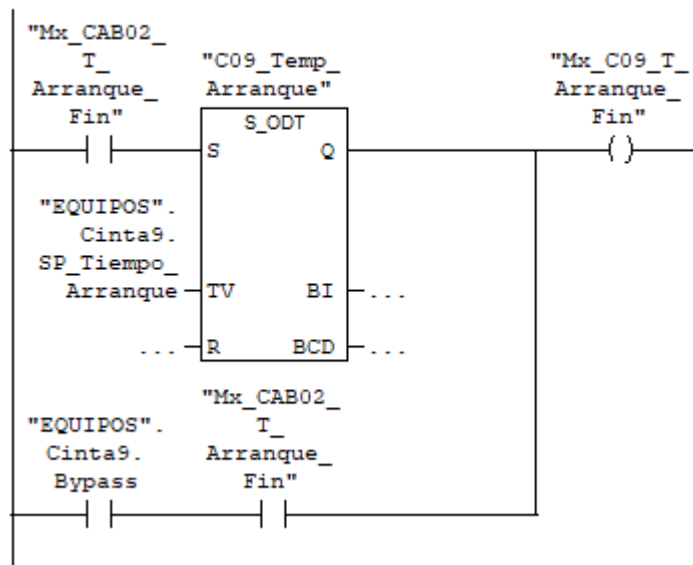 "Mx_CAB02_
T_
Arranque_
Fin"
"C09_Temp_
Arranque"
"Mx_C09_T_
Arranque_
Fin"
S_ODT
S
Q
"EQUIPOS".
Cinta9.
SP_Tiempo_
Arranque
TV
BI
...
...
R
BCD
...
"EQUIPOS".
Cinta9.
Bypass
"Mx_CAB02_
T_
Arranque_
Fin"